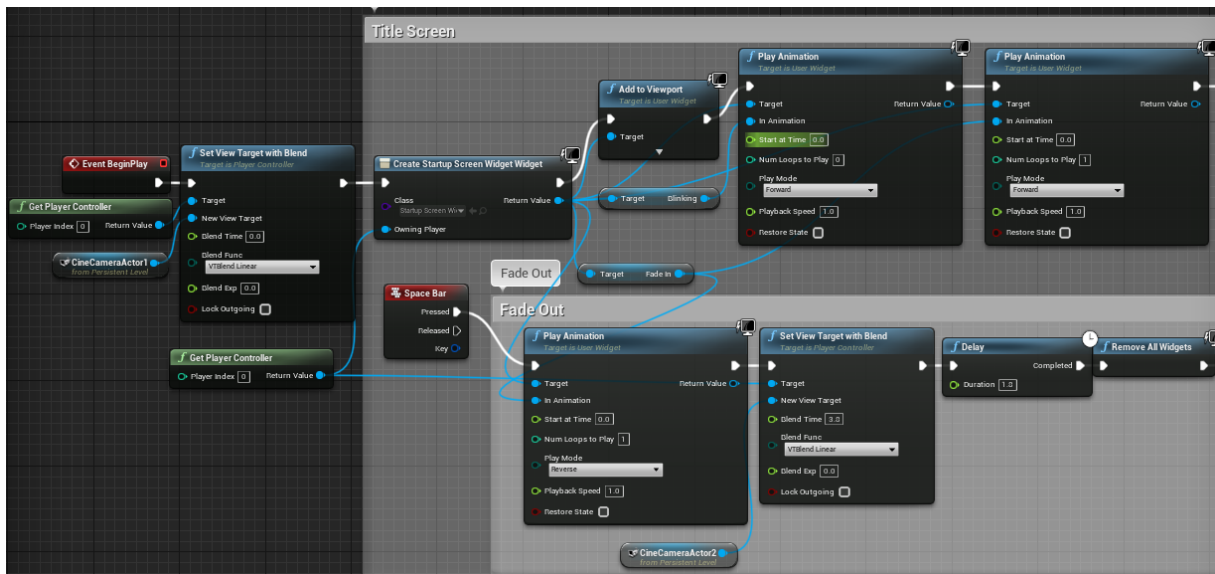 Title Screen
Event BeginPlay
Get Player Controller
Player Index 0 Return Value
CineCameraActor1
from Persistent Level
Set View Target with Blend
Target is Player Controller
Target
New View Target
Blend Time 0.0
Blend Func
VTBlend Linear
Blend Exp 0.0
Lock Outgoing
Create Startup Screen Widget Widget
Class Return Value
Startup Screen Wi
Owning Player
Add to Viewport
Target is User Widget
Target
Target Blinking
Target Fade In
Play Animation
Target is User Widget
Target Return Value
In Animation
Start at Time 0.0
Num Loops to Play 0
Play Mode
Forward
Playback Speed 1.0
Restore State
Play Animation
Target is User Widget
Target Return Value
In Animation
Start at Time 0.0
Num Loops to Play 1
Play Mode
Forward
Playback Speed 1.0
Restore State
Get Player Controller
Player Index 0 Return Value
Fade Out
Fade Out
Space Bar
Pressed
Released
Key
Play Animation
Target is User Widget
Target Return Value
In Animation
Start at Time 0.0
Num Loops to Play 1
Play Mode
Reverse
Playback Speed 1.0
Restore State
Set View Target with Blend
Target is Player Controller
Target
New View Target
Blend Time 3.0
Blend Func
VTBlend Linear
Blend Exp 0.0
Lock Outgoing
CineCameraActor2
from Persistent Level
Delay
Completed
Duration 1.0
Remove All Widgets